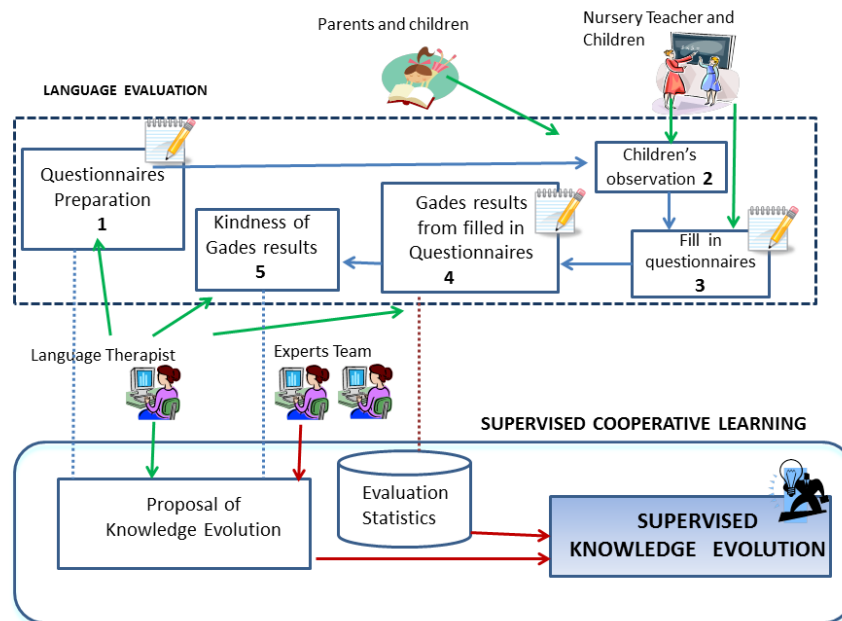 Parents and children
Nursery Teacher and
Children
LANGUAGE EVALUATION
Questionnaires
Preparation
1
Children's
observation 2
Gades results
from filled in
Questionnaires
4
Kindness of
Gades results
5
Fill in
questionnaires
3
Language Therapist
Experts Team
SUPERVISED COOPERATIVE LEARNING
Proposal of
Knowledge Evolution
Evaluation
Statistics
SUPERVISED
KNOWLEDGE EVOLUTION